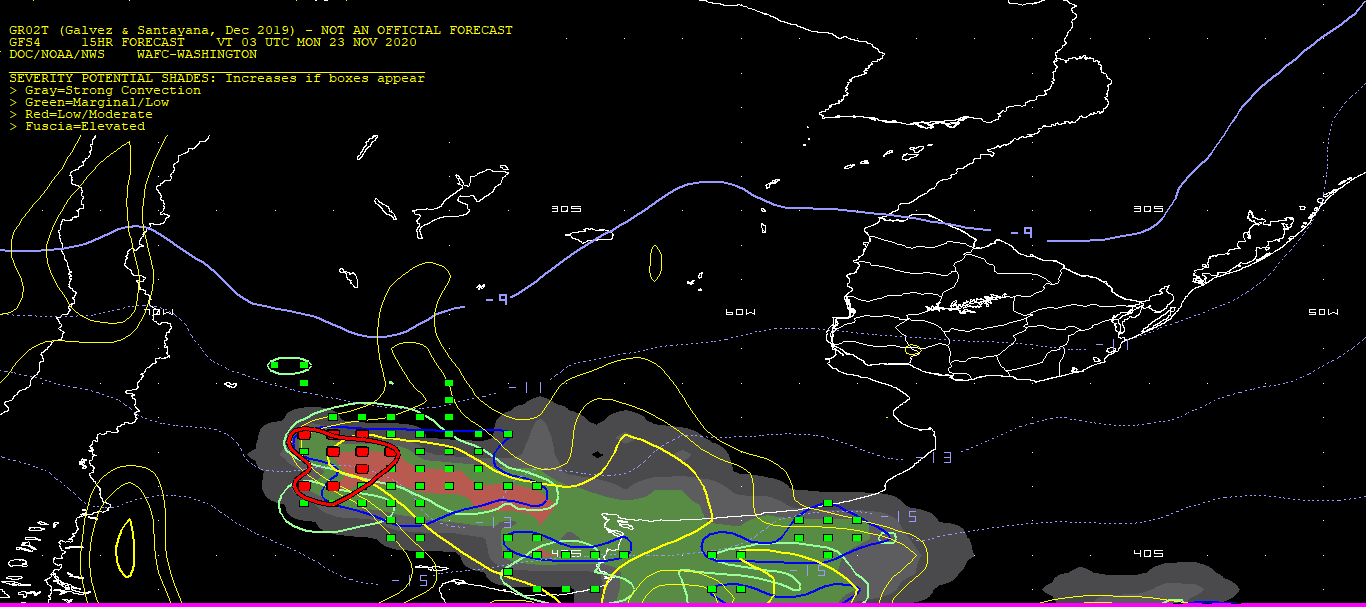 GR02T (Galvez & Santayana, Dec 2019) – NOT AN OFFICIAL FORECAST
GFS4 15HR FORECAST VT 03 UTC MON 23 NOV 2020
DOC/NOAA/NWS WAFC–WASHINGTON
SEVERITY POTENTIAL SHADES: Increases if boxes appear
> Gray=Strong Convection
> Green=Marginal/Low
> Red=Low/Moderate
> Fuscia=Elevated
30S 30S
-9
-9
60W 50W
-11
-11
-13
-15
-13
40S 40S
-15
-15